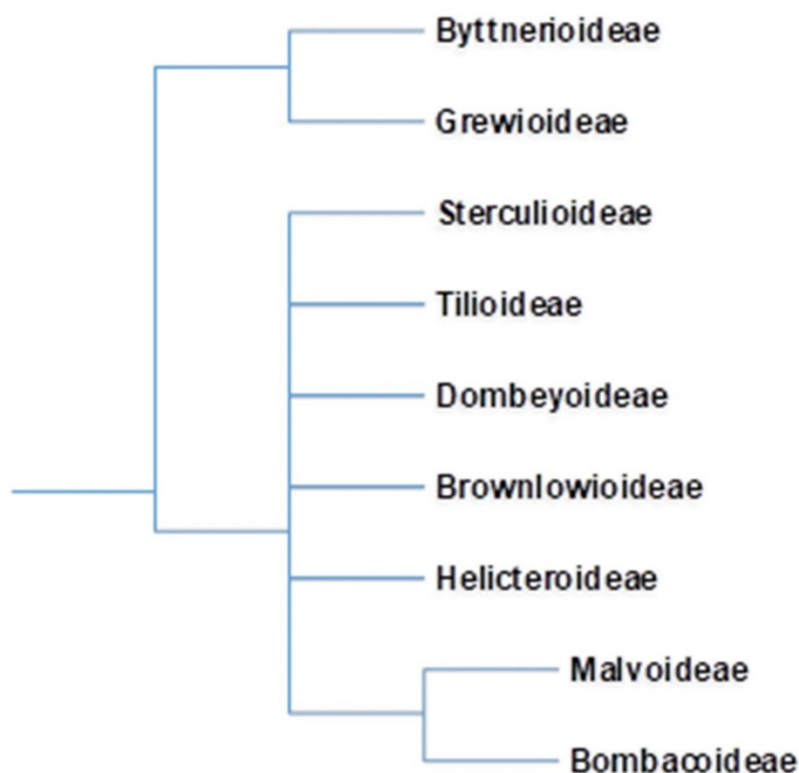 Byttnerioideae
Grewioideae
Sterculioideae
Tilioideae
Dombeyoideae
Brownlowioideae
Helicteroideae
Malvoideae
Bombacoideae